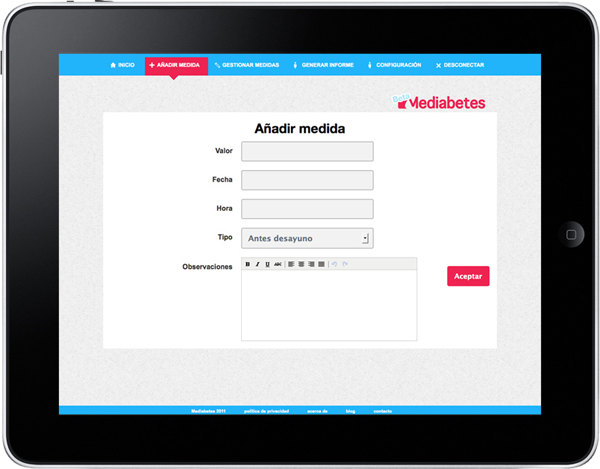 INICIO
AÑADIR MEDIDA
GESTIONAR MEDIDAS
GENERAR INFORME
CONFIGURACIÓN
DESCONECTAR
Beta
Mediabetes
Añadir medida
Valor
Fecha
Hora
Tipo
Antes desayuno
Observaciones
B I U ABC
Aceptar
Mediabetes 2011
política de privacidad
acerca de
blog
contacto